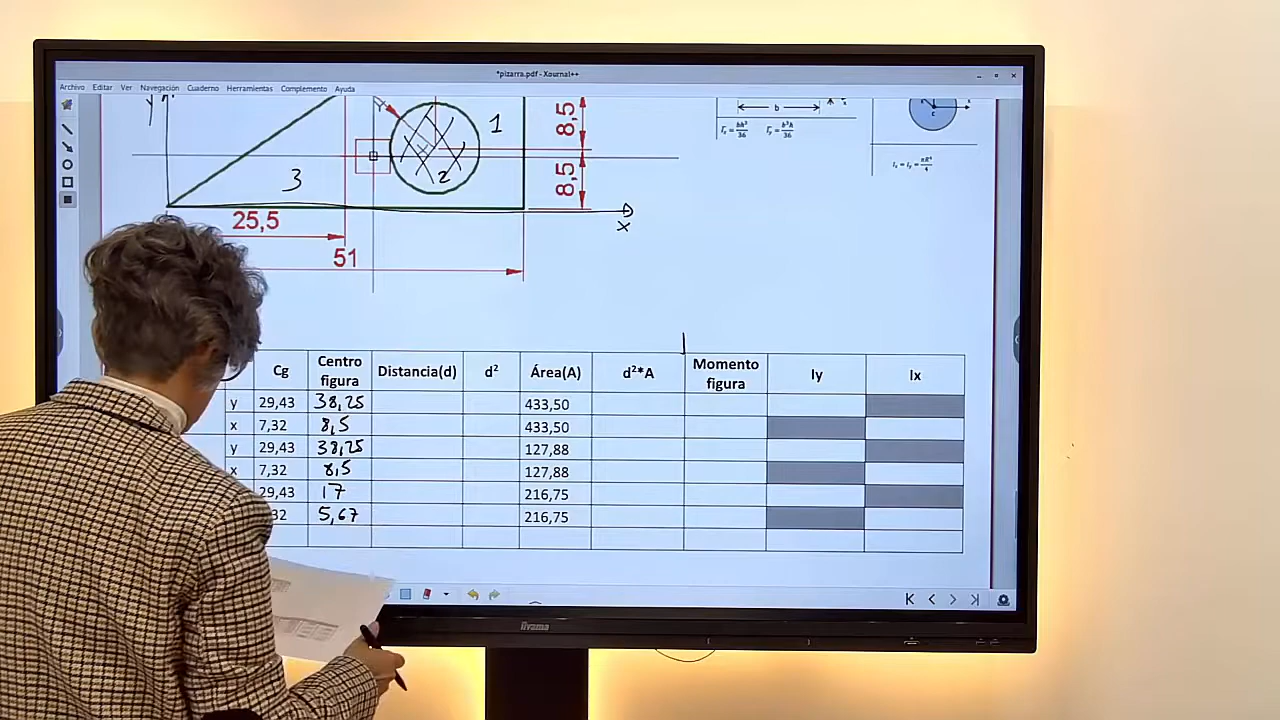 *pizarra.pdf - Xournal++
Archivo Editar Ver Navegación Cuaderno Herramientas Complemento Ayuda
y
1
2
3
8,5
8,5
25,5
51
x
b
c
Cg Centro figura Distancia(d) d² Área(A) d²*A Momento figura Iy Ix
y 29,43 38,25 433,50
x 7,32 8,5 433,50
y 29,43 38,25 127,88
x 7,32 8,5 127,88
29,43 17 216,75
32 5,67 216,75
iiyama